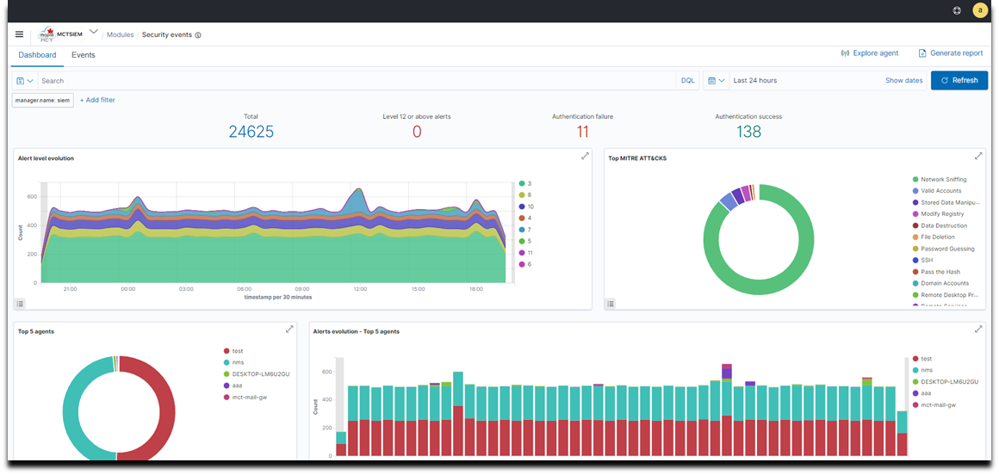 a
mcpis
MCT
MCTSIEM / Modules / Security events
Dashboard Events
Explore agent Generate report
Search DQL Last 24 hours Show dates Refresh
manager.name: siem + Add filter
Total Level 12 or above alerts Authentication failure Authentication success
24625 0 11 138
Alert level evolution
Count
600
400
200
0
21:00 00:00 03:00 06:00 09:00 12:00 15:00 18:00
timestamp per 30 minutes
3
8
10
4
7
5
11
6
Top MITRE ATT&CKS
Network Sniffing
Valid Accounts
Stored Data Manipu...
Modify Registry
Data Destruction
File Deletion
Password Guessing
SSH
Pass the Hash
Domain Accounts
Remote Desktop Pr...
Remote Services
Top 5 agents
test
nms
DESKTOP-LM6U2GU
aaa
mct-mail-gw
Alerts evolution - Top 5 agents
Count
600
400
200
0
test
nms
DESKTOP-LM6U2GU
aaa
mct-mail-gw